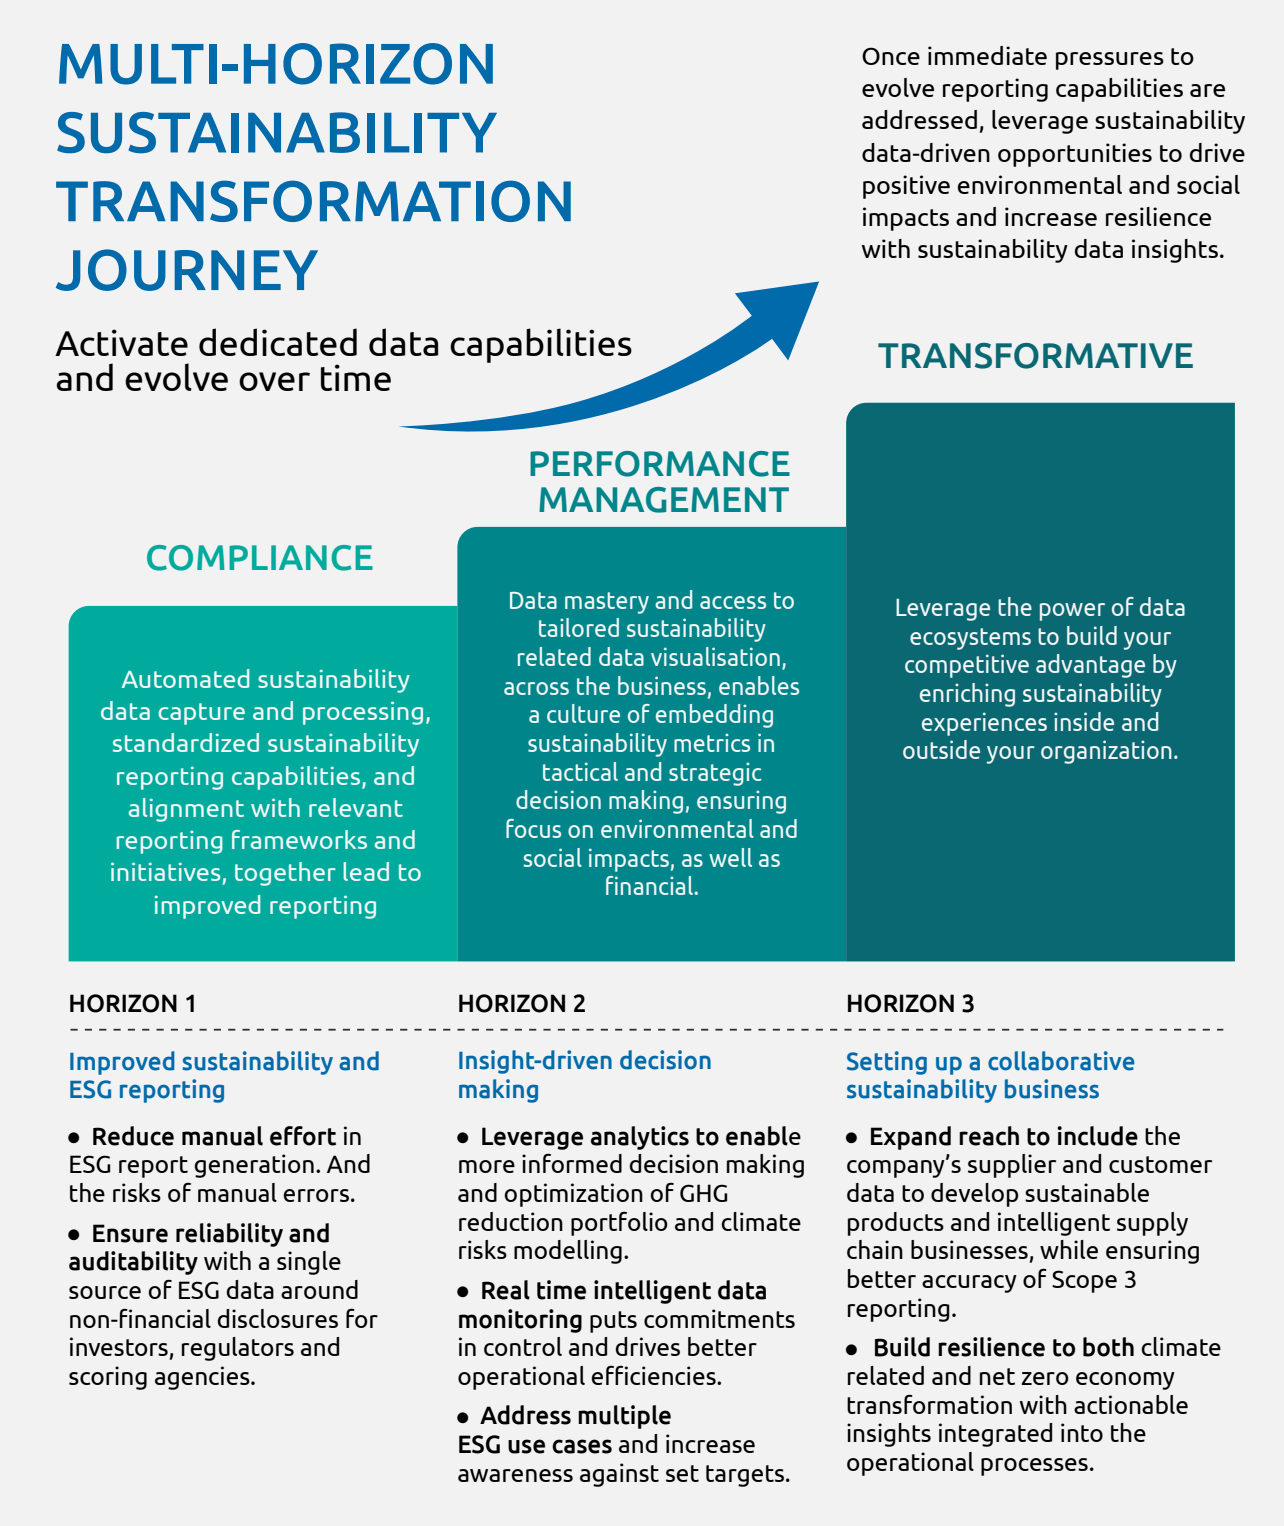 MULTI-HORIZON
SUSTAINABILITY
TRANSFORMATION
JOURNEY
Activate dedicated data capabilities
and evolve over time
Once immediate pressures to
evolve reporting capabilities are
addressed, leverage sustainability
data-driven opportunities to drive
positive environmental and social
impacts and increase resilience
with sustainability data insights.
COMPLIANCE
Automated sustainability
data capture and processing,
standardized sustainability
reporting capabilities, and
alignment with relevant
reporting frameworks and
initiatives, together lead to
improved reporting
PERFORMANCE
MANAGEMENT
Data mastery and access to
tailored sustainability
related data visualisation,
across the business, enables
a culture of embedding
sustainability metrics in
tactical and strategic
decision making, ensuring
focus on environmental and
social impacts, as well as
financial.
TRANSFORMATIVE
Leverage the power of data
ecosystems to build your
competitive advantage by
enriching sustainability
experiences inside and
outside your organization.
HORIZON 1
Improved sustainability and
ESG reporting
● Reduce manual effort in
ESG report generation. And
the risks of manual errors.
● Ensure reliability and
auditability with a single
source of ESG data around
non-financial disclosures for
investors, regulators and
scoring agencies.
HORIZON 2
Insight-driven decision
making
● Leverage analytics to enable
more informed decision making
and optimization of GHG
reduction portfolio and climate
risks modelling.
● Real time intelligent data
monitoring puts commitments
in control and drives better
operational efficiencies.
● Address multiple
ESG use cases and increase
awareness against set targets.
HORIZON 3
Setting up a collaborative
sustainability business
● Expand reach to include the
company's supplier and customer
data to develop sustainable
products and intelligent supply
chain businesses, while ensuring
better accuracy of Scope 3
reporting.
● Build resilience to both climate
related and net zero economy
transformation with actionable
insights integrated into the
operational processes.